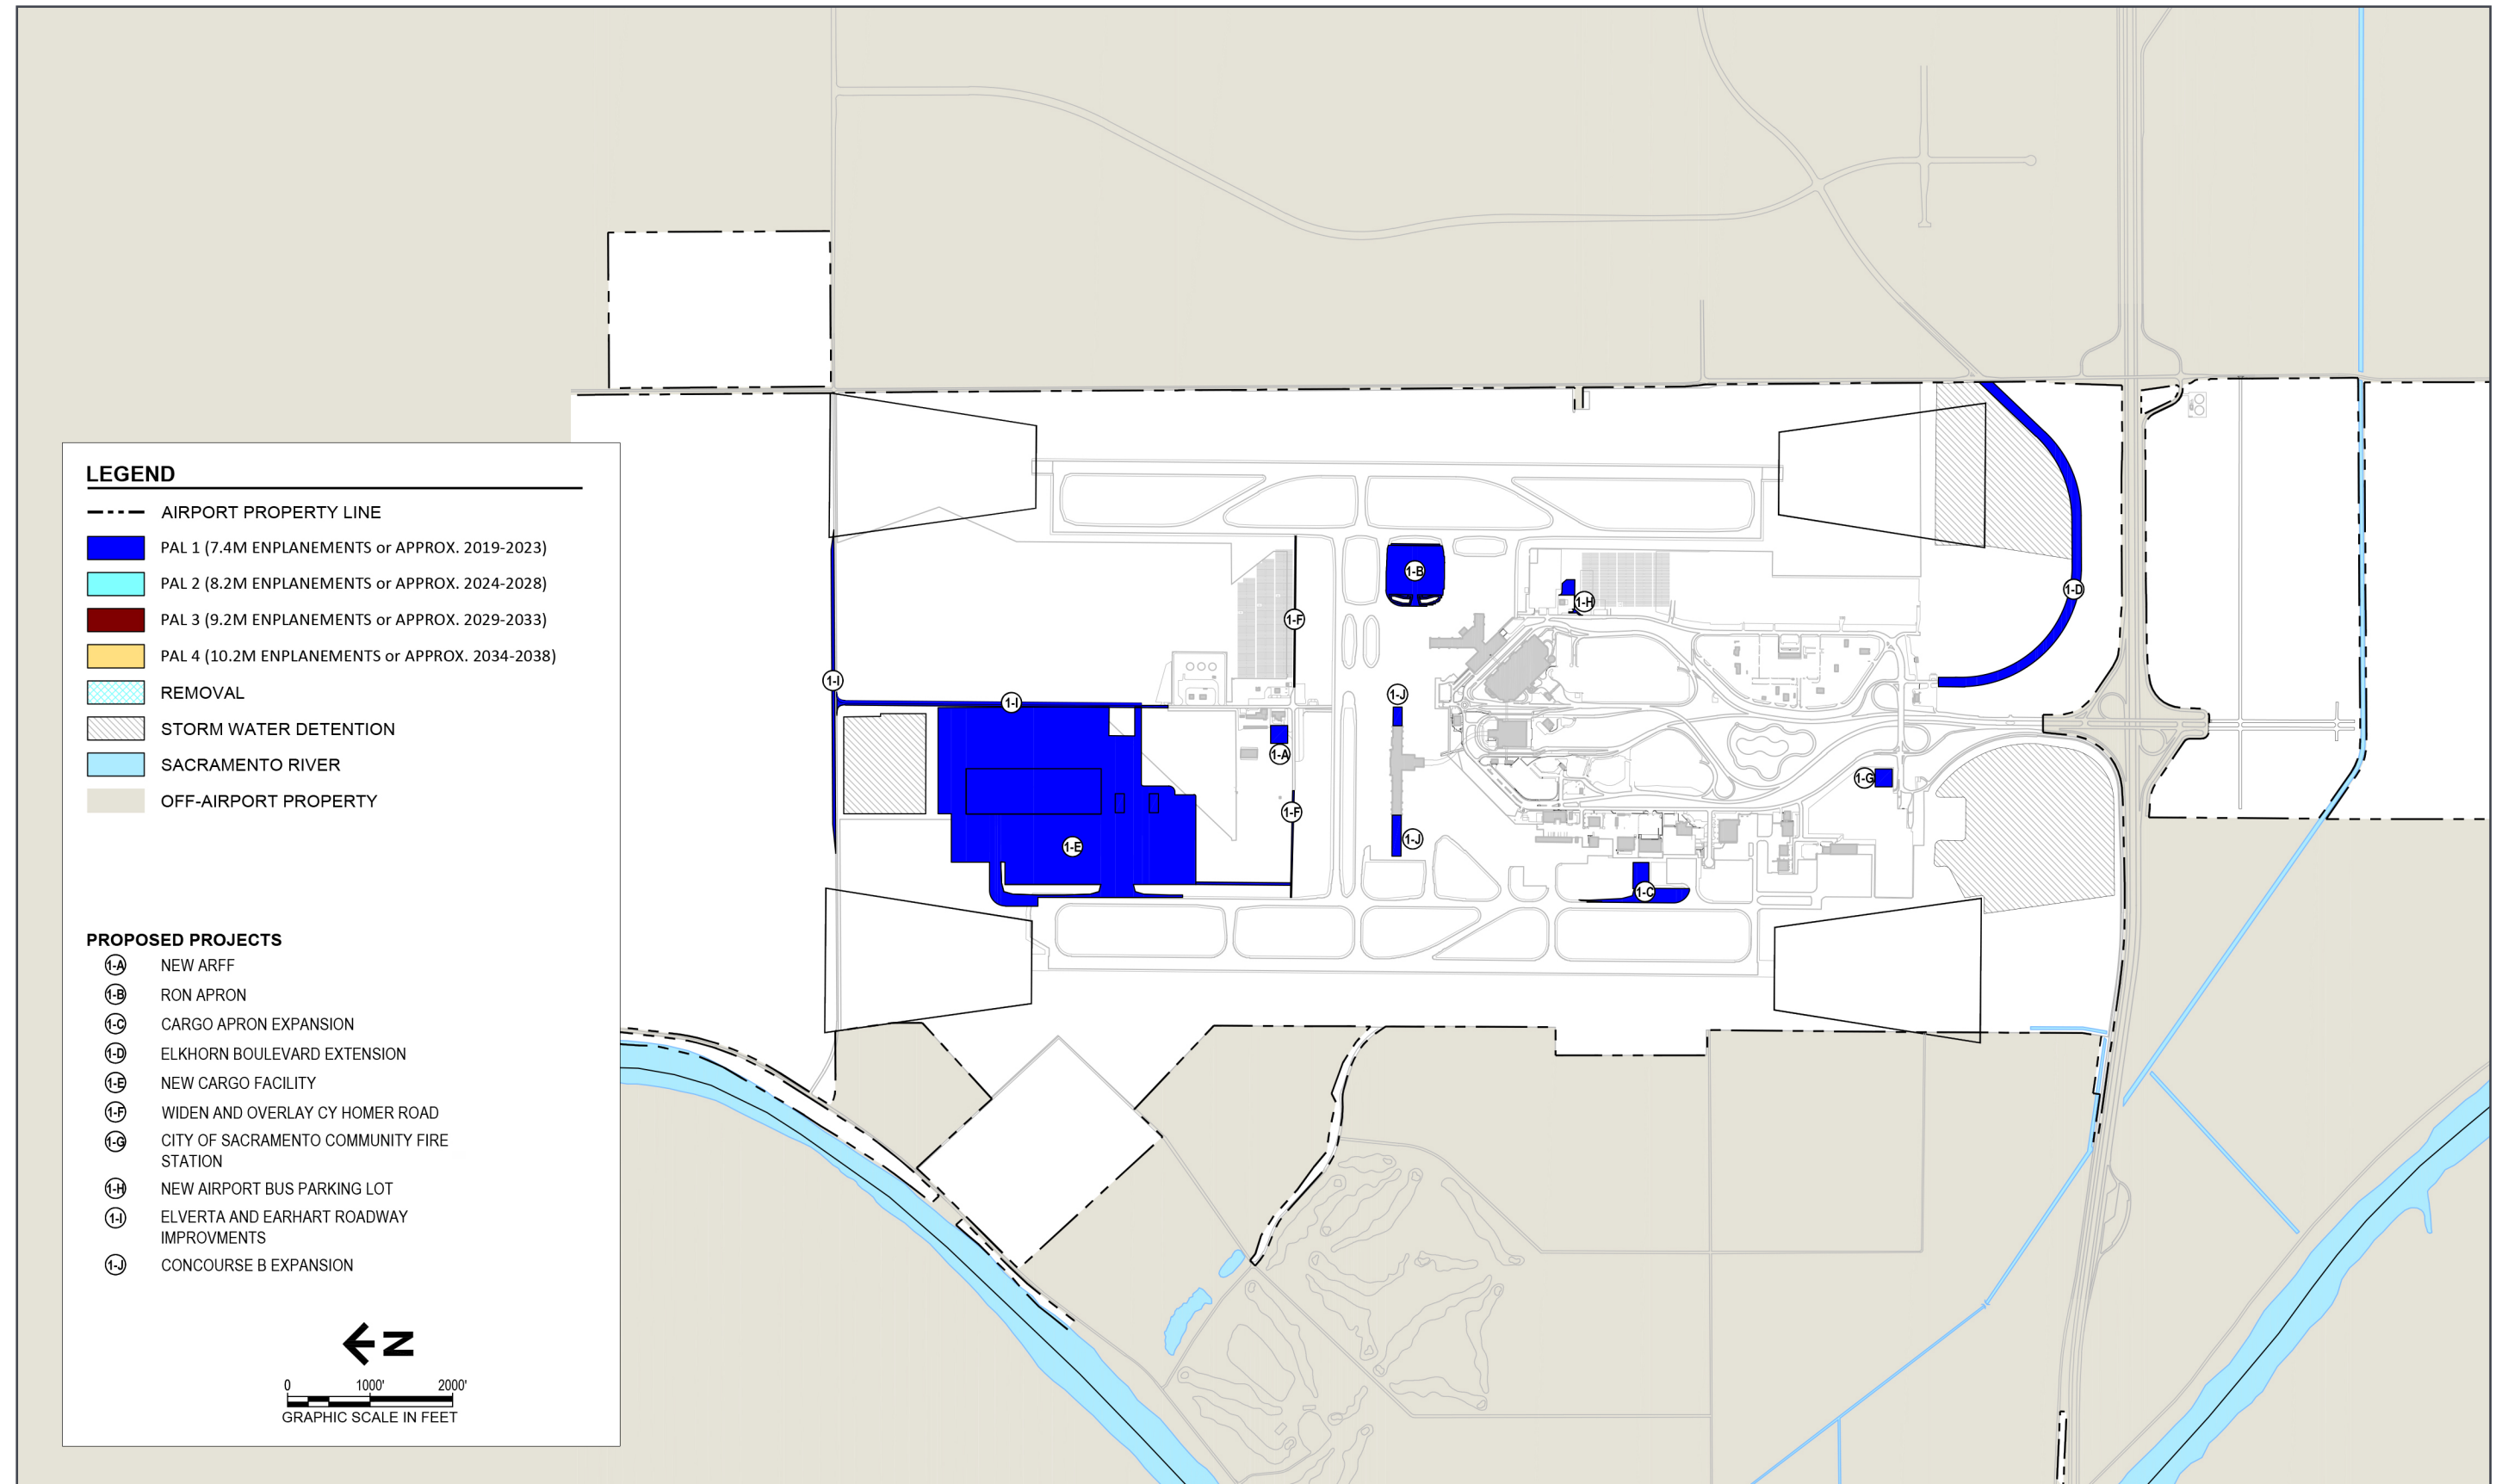 LEGEND
AIRPORT PROPERTY LINE
PAL 1 (7.4M ENPLANEMENTS or APPROX. 2019-2023)
PAL 2 (8.2M ENPLANEMENTS or APPROX. 2024-2028)
PAL 3 (9.2M ENPLANEMENTS or APPROX. 2029-2033)
PAL 4 (10.2M ENPLANEMENTS or APPROX. 2034-2038)
REMOVAL
STORM WATER DETENTION
SACRAMENTO RIVER
OFF-AIRPORT PROPERTY
PROPOSED PROJECTS
1-A NEW ARFF
1-B RON APRON
1-C CARGO APRON EXPANSION
1-D ELKHORN BOULEVARD EXTENSION
1-E NEW CARGO FACILITY
1-F WIDEN AND OVERLAY CY HOMER ROAD
1-G CITY OF SACRAMENTO COMMUNITY FIRE
STATION
1-H NEW AIRPORT BUS PARKING LOT
1-I ELVERTA AND EARHART ROADWAY
IMPROVMENTS
1-J CONCOURSE B EXPANSION
N
0 1000' 2000'
GRAPHIC SCALE IN FEET
1-B
1-D
1-H
1-F
1-I
1-J
1-I
1-A
1-G
1-F
1-J
1-E
1-C